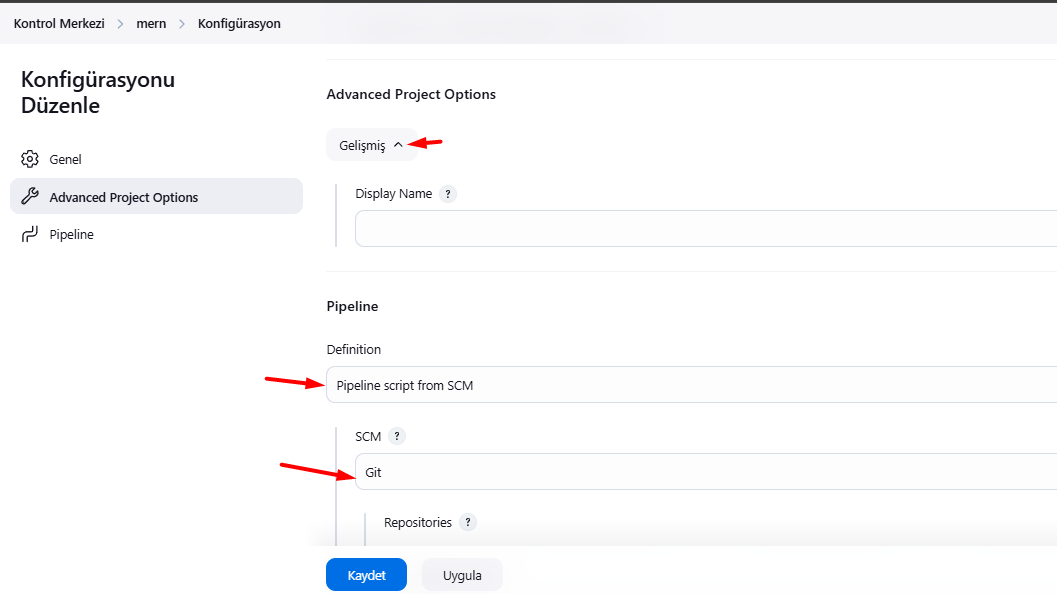 Kontrol Merkezi > mern > Konfigürasyon
Konfigürasyonu
Düzenle
Genel
Advanced Project Options
Pipeline
Advanced Project Options
Gelişmiş
Display Name ?
Pipeline
Definition
Pipeline script from SCM
SCM ?
Git
Repositories ?
Kaydet
Uygula